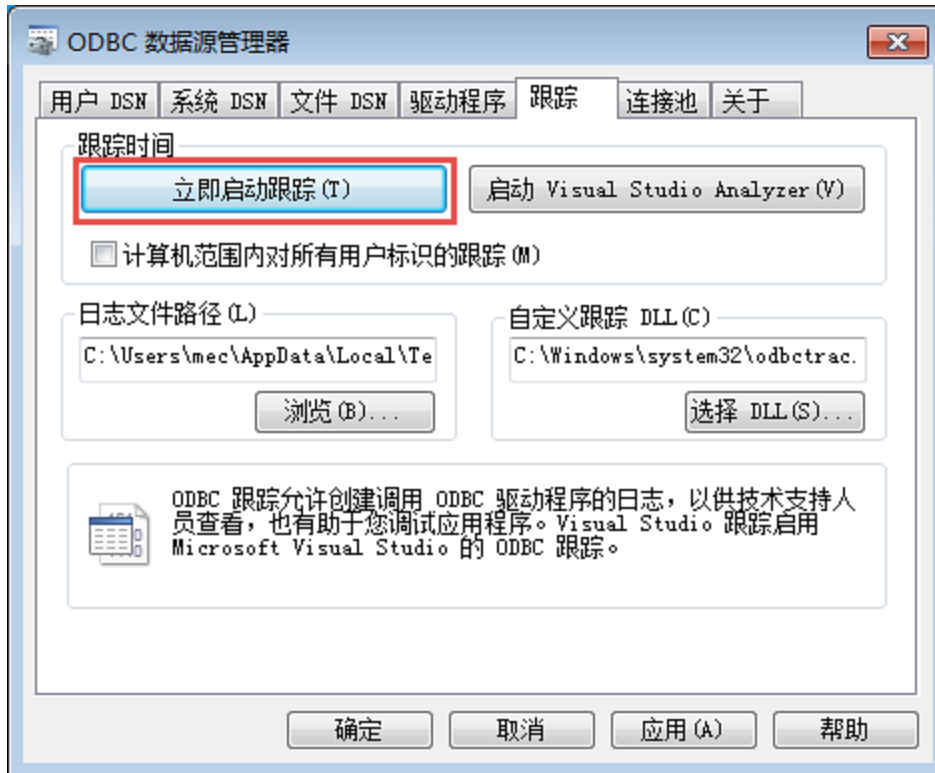 ODBC 数据源管理器
用户 DSN 系统 DSN 文件 DSN 驱动程序 跟踪 连接池 关于
跟踪时间
立即启动跟踪(T) 启动 Visual Studio Analyzer(V)
计算机范围内对所有用户标识的跟踪(M)
日志文件路径(L) 自定义跟踪 DLL(C)
C:\Users\mec\AppData\Local\Te C:\Windows\system32\odbctrac.
浏览(B)... 选择 DLL(S)...
ODBC 跟踪允许创建调用 ODBC 驱动程序的日志，以供技术支持人
员查看，也有助于您调试应用程序。Visual Studio 跟踪启用
Microsoft Visual Studio 的 ODBC 跟踪。
确定 取消 应用(A) 帮助